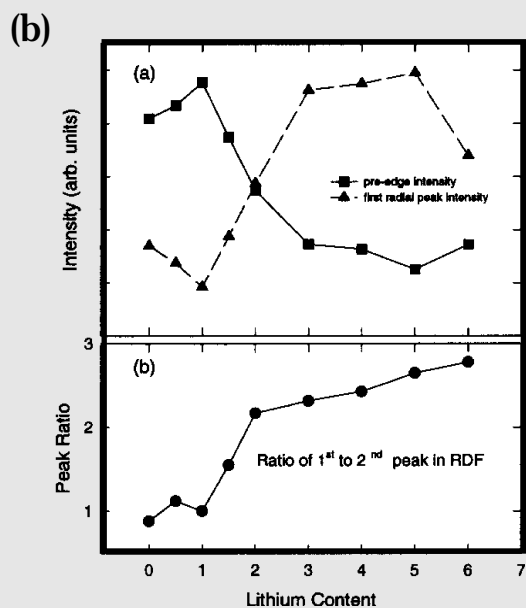 (b)
(a)
Intensity (arb. units)
pre-edge intensity
first radial peak intensity
3
2
1
(b)
Peak Ratio
Ratio of 1st to 2nd peak in RDF
0 1 2 3 4 5 6 7
Lithium Content